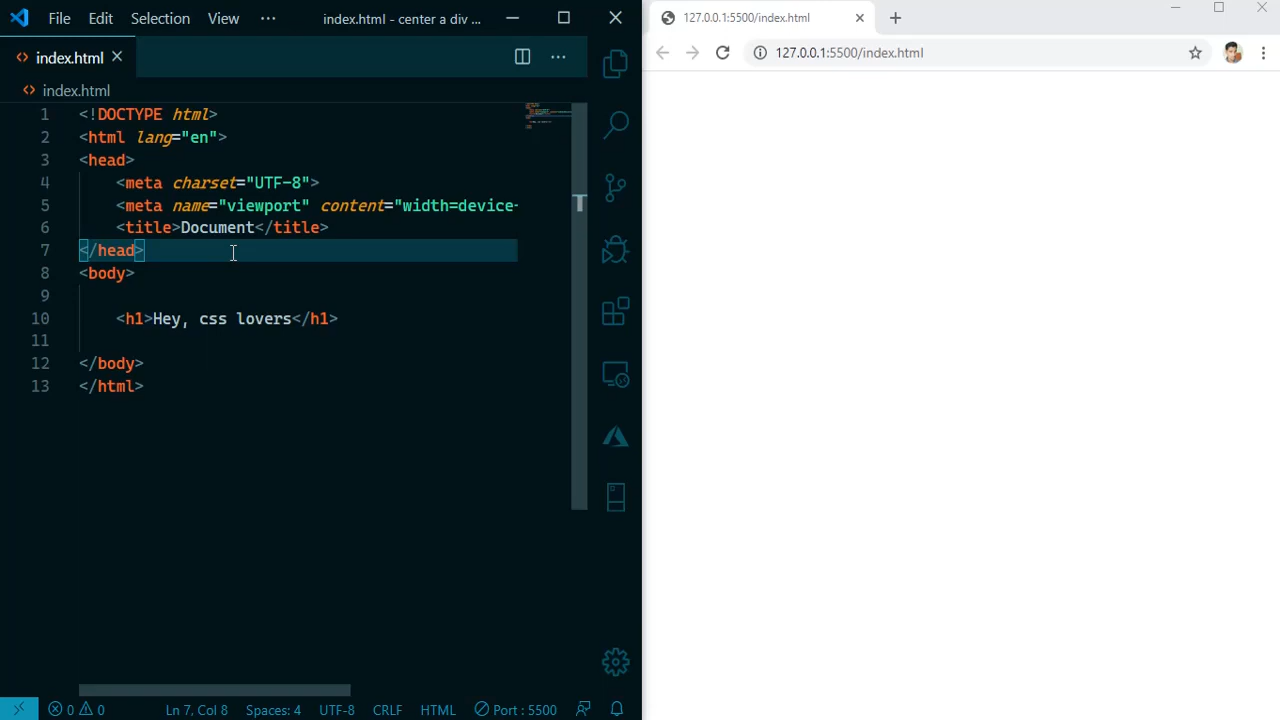 File Edit Selection View ··· index.html - center a div ...
index.html
index.html
1 <!DOCTYPE html>
2 <html lang="en">
3 <head>
4 <meta charset="UTF-8">
5 <meta name="viewport" content="width=device-
6 <title>Document</title>
7 </head>
8 <body>
9
10 <h1>Hey, css lovers</h1>
11
12 </body>
13 </html>
0 0 Ln 7, Col 8 Spaces: 4 UTF-8 CRLF HTML Port : 5500
127.0.0.1:5500/index.html
127.0.0.1:5500/index.html